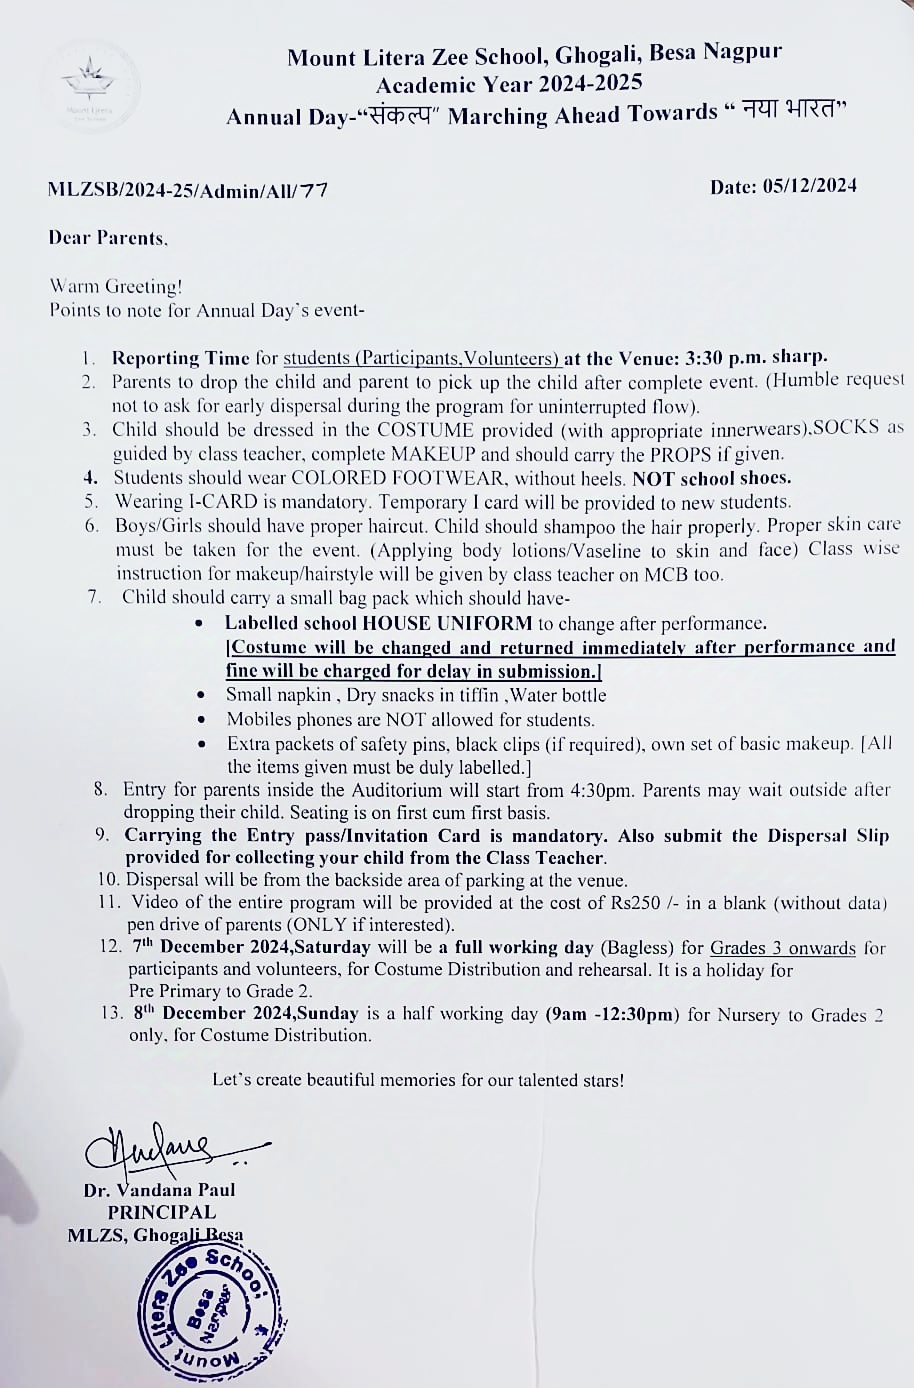 Mount Litera Zee School, Ghogali, Besa Nagpur
Academic Year 2024-2025
Annual Day-“संकल्प” Marching Ahead Towards “ नया भारत”
Mount Litera
Zee School
MLZSB/2024-25/Admin/All/77 Date: 05/12/2024
Dear Parents,
Warm Greeting!
Points to note for Annual Day`s event-
1. Reporting Time for students (Participants,Volunteers) at the Venue: 3:30 p.m. sharp.
2. Parents to drop the child and parent to pick up the child after complete event. (Humble request
not to ask for early dispersal during the program for uninterrupted flow).
3. Child should be dressed in the COSTUME provided (with appropriate innerwears),SOCKS as
guided by class teacher, complete MAKEUP and should carry the PROPS if given.
4. Students should wear COLORED FOOTWEAR, without heels. NOT school shoes.
5. Wearing I-CARD is mandatory. Temporary I card will be provided to new students.
6. Boys/Girls should have proper haircut. Child should shampoo the hair properly. Proper skin care
must be taken for the event. (Applying body lotions/Vaseline to skin and face) Class wise
instruction for makeup/hairstyle will be given by class teacher on MCB too.
7. Child should carry a small bag pack which should have-
• Labelled school HOUSE UNIFORM to change after performance.
[Costume will be changed and returned immediately after performance and
fine will be charged for delay in submission.]
• Small napkin , Dry snacks in tiffin ,Water bottle
• Mobiles phones are NOT allowed for students.
• Extra packets of safety pins, black clips (if required), own set of basic makeup. [All
the items given must be duly labelled.]
8. Entry for parents inside the Auditorium will start from 4:30pm. Parents may wait outside after
dropping their child. Seating is on first cum first basis.
9. Carrying the Entry pass/Invitation Card is mandatory. Also submit the Dispersal Slip
provided for collecting your child from the Class Teacher.
10. Dispersal will be from the backside area of parking at the venue.
11. Video of the entire program will be provided at the cost of Rs250 /- in a blank (without data)
pen drive of parents (ONLY if interested).
12. 7th December 2024,Saturday will be a full working day (Bagless) for Grades 3 onwards for
participants and volunteers, for Costume Distribution and rehearsal. It is a holiday for
Pre Primary to Grade 2.
13. 8th December 2024,Sunday is a half working day (9am -12:30pm) for Nursery to Grades 2
only, for Costume Distribution.
Let`s create beautiful memories for our talented stars!
Dr. Vandana Paul
PRINCIPAL
MLZS, Ghogali Besa
Mount Litera Zee School
Besa
Nagpur